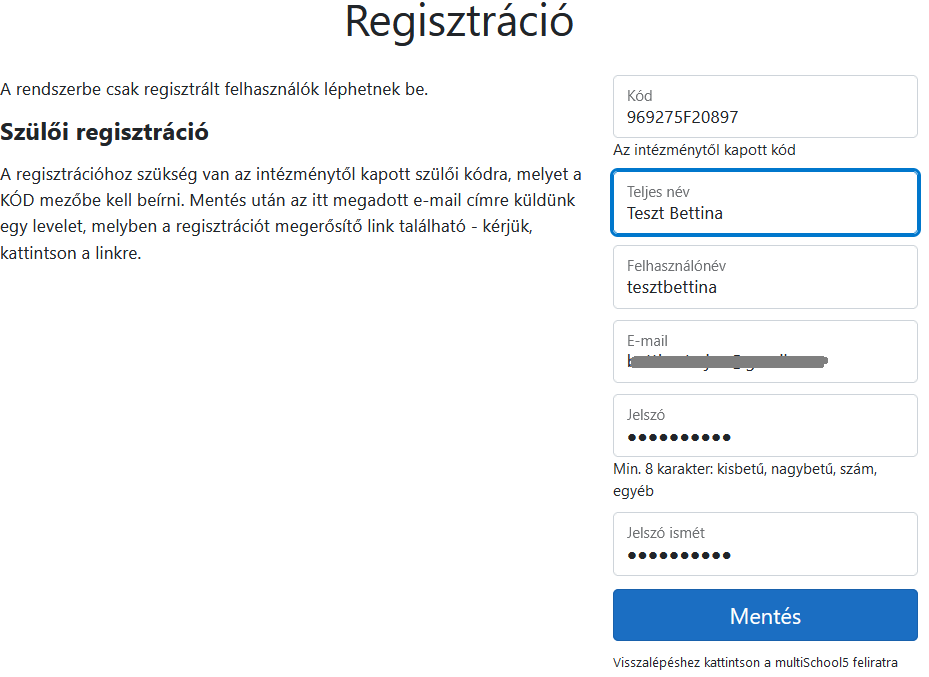 Regisztráció
A rendszerbe csak regisztrált felhasználók léphetnek be.
Szülői regisztráció
A regisztrációhoz szükség van az intézménytől kapott szülői kódra, melyet a
KÓD mezőbe kell beírni. Mentés után az itt megadott e-mail címre küldünk
egy levelet, melyben a regisztrációt megerősítő link található - kérjük,
kattintson a linkre.
Kód
969275F20897
Az intézménytől kapott kód
Teljes név
Teszt Bettina
Felhasználónév
tesztbettina
E-mail
Jelszó
●●●●●●●●●●
Min. 8 karakter: kisbetű, nagybetű, szám,
egyéb
Jelszó ismét
●●●●●●●●●●
Mentés
Visszalépéshez kattintson a multiSchool5 feliratra